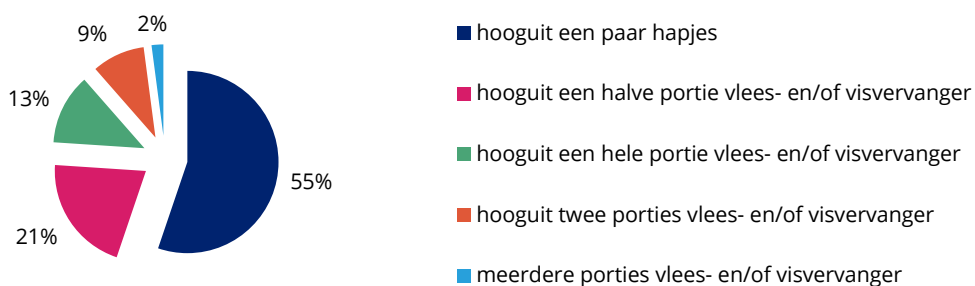 2%
9%
13%
21%
55%
hooguit een paar hapjes
hooguit een halve portie vlees- en/of visvervanger
hooguit een hele portie vlees- en/of visvervanger
hooguit twee porties vlees- en/of visvervanger
meerdere porties vlees- en/of visvervanger